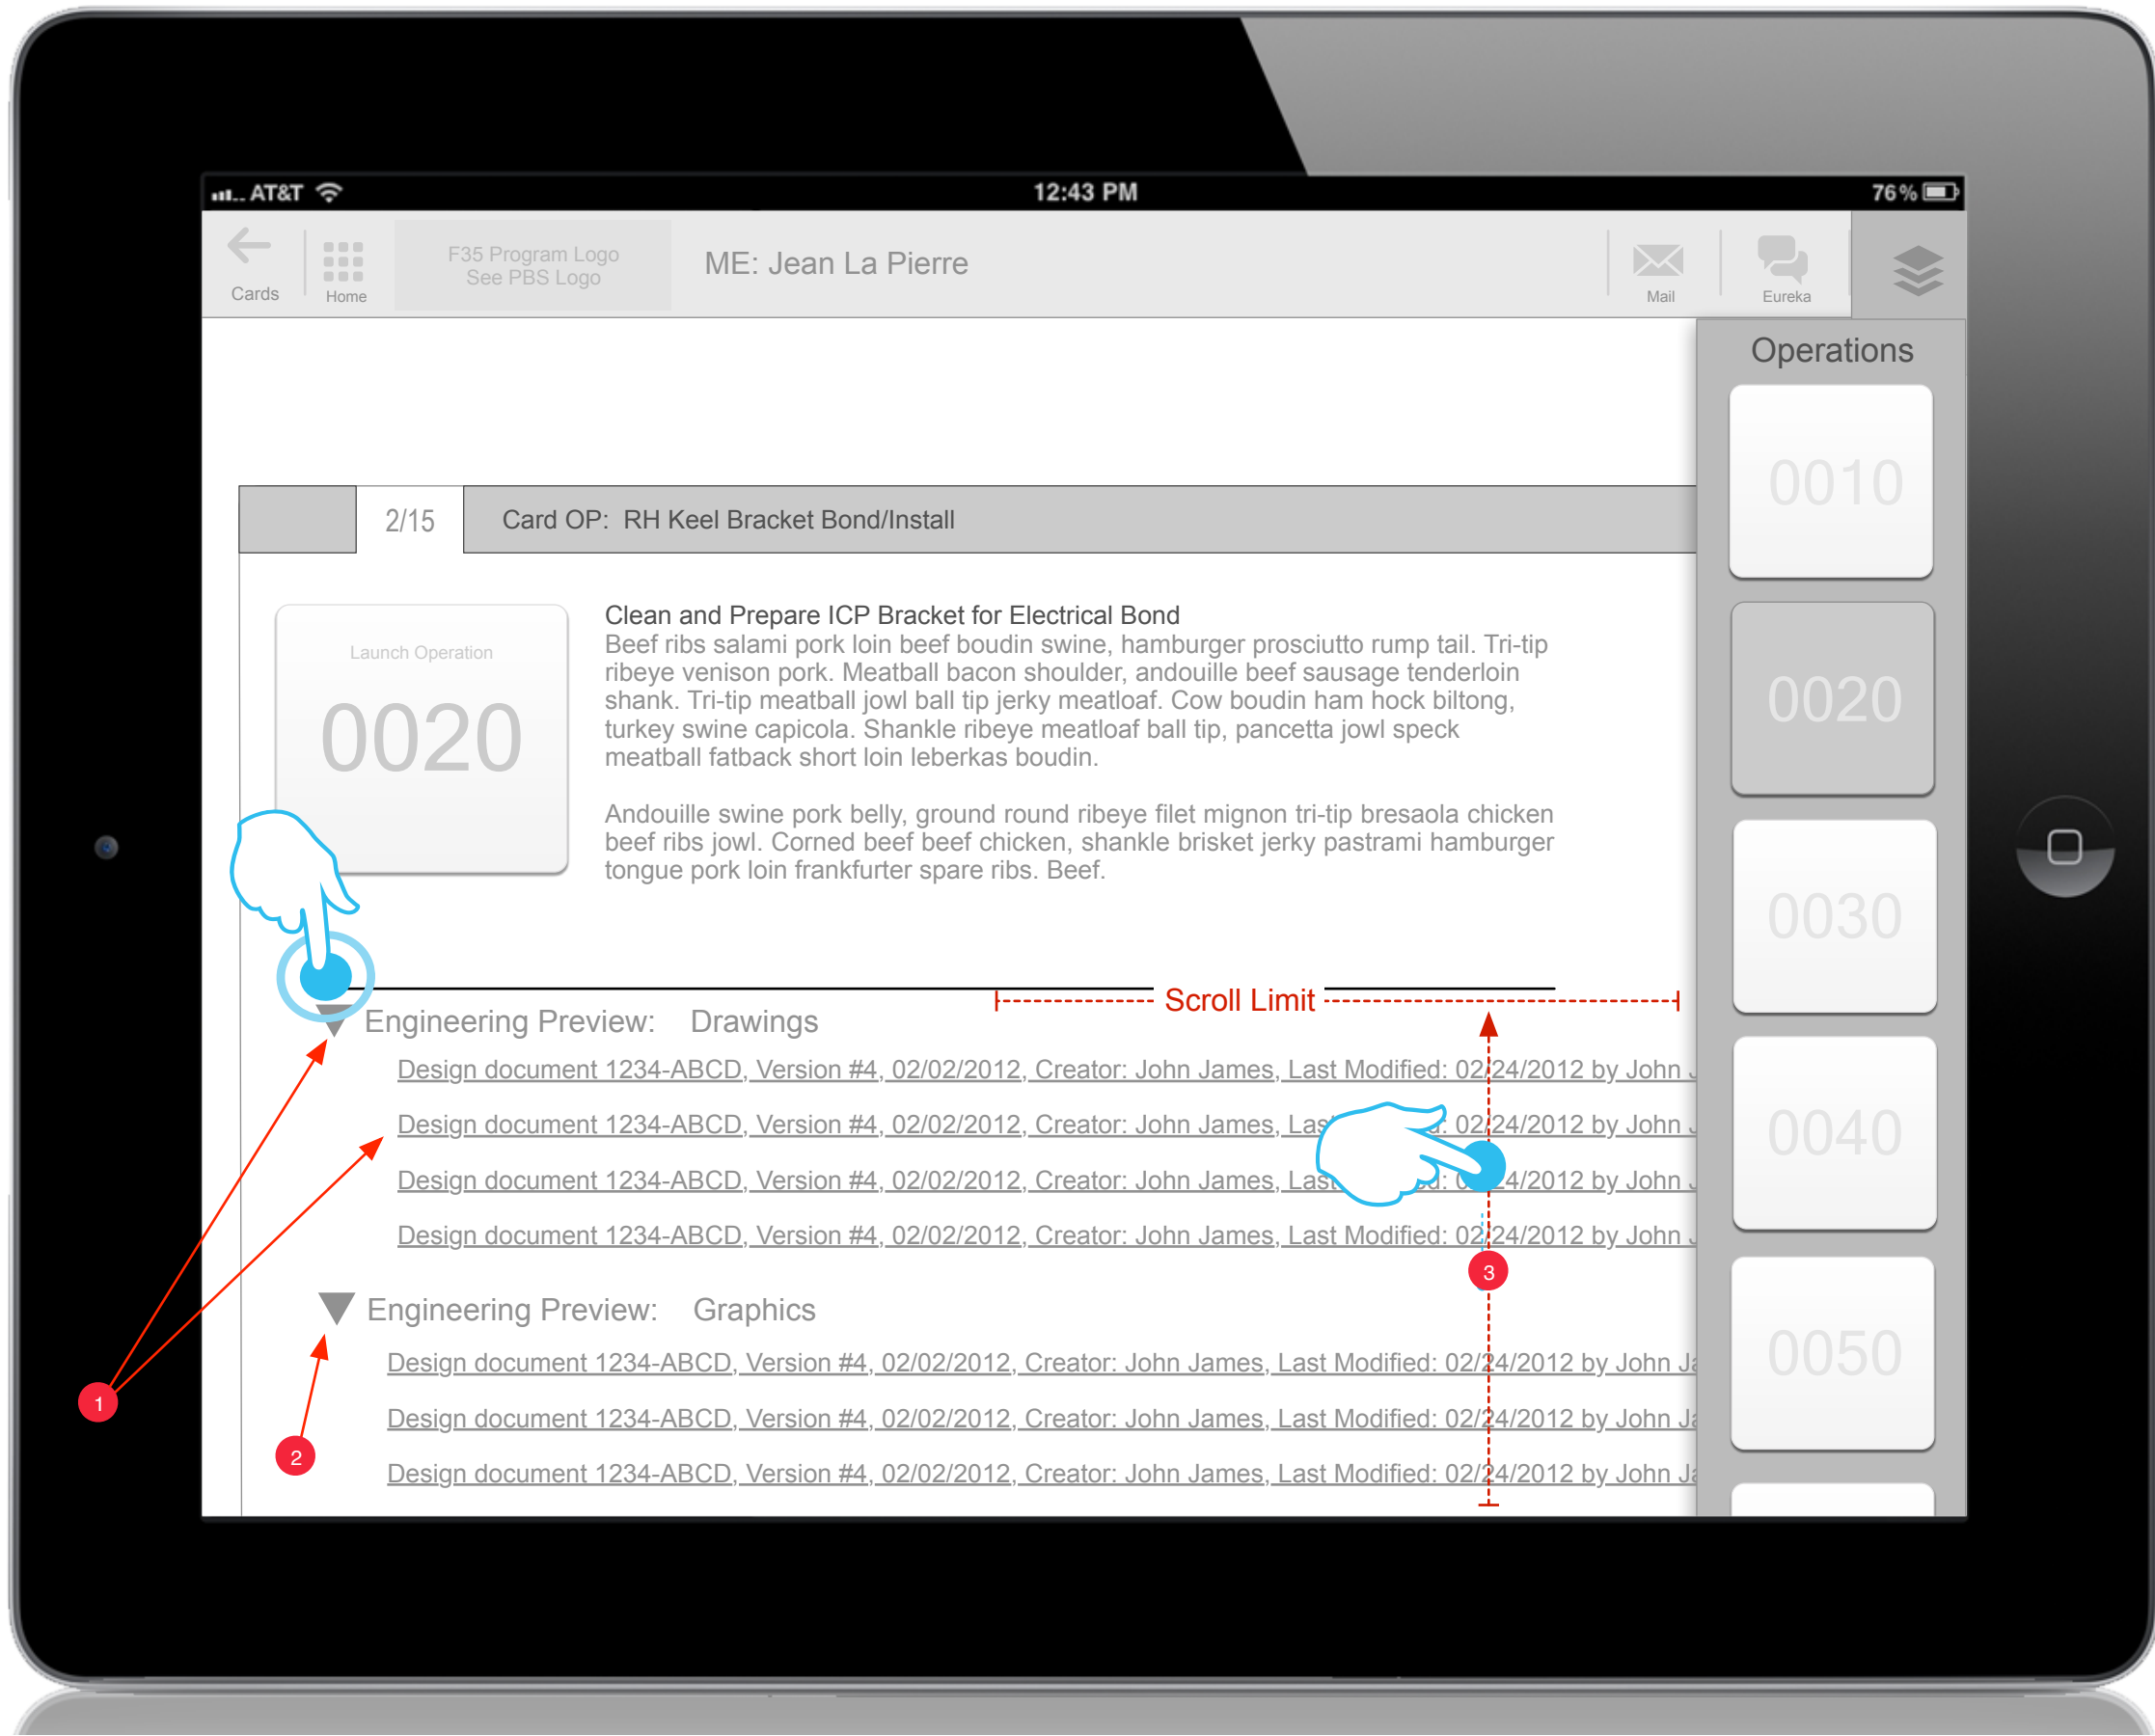 AT&T
12:43 PM
76%
Cards
Home
F35 Program Logo
See PBS Logo
ME: Jean La Pierre
Mail
Eureka
Operations
0010
0020
0030
0040
0050
2/15
Card OP: RH Keel Bracket Bond/Install
Launch Operation
0020
Clean and Prepare ICP Bracket for Electrical Bond
Beef ribs salami pork loin beef boudin swine, hamburger prosciutto rump tail. Tri-tip
ribeye venison pork. Meatball bacon shoulder, andouille beef sausage tenderloin
shank. Tri-tip meatball jowl ball tip jerky meatloaf. Cow boudin ham hock biltong,
turkey swine capicola. Shankle ribeye meatloaf ball tip, pancetta jowl speck
meatball fatback short loin leberkas boudin.
Andouille swine pork belly, ground round ribeye filet mignon tri-tip bresaola chicken
beef ribs jowl. Corned beef beef chicken, shankle brisket jerky pastrami hamburger
tongue pork loin frankfurter spare ribs. Beef.
Scroll Limit
Engineering Preview: Drawings
Design document 1234-ABCD, Version #4, 02/02/2012, Creator: John James, Last Modified: 02/24/2012 by John
Design document 1234-ABCD, Version #4, 02/02/2012, Creator: John James, 02/24/2012 by John
Design document 1234-ABCD, Version #4, 02/02/2012, Creator: John James, Last by John
Design document 1234-ABCD, Version #4, 02/02/2012, Creator: John James, Last Modified: 02/24/2012 by John
3
Engineering Preview: Graphics
Design document 1234-ABCD, Version #4, 02/02/2012, Creator: John James, Last Modified: 02/24/2012 by John
Design document 1234-ABCD, Version #4, 02/02/2012, Creator: John James, Last Modified: 02/24/2012 by John
Design document 1234-ABCD, Version #4, 02/02/2012, Creator: John James, Last Modified: 02/24/2012 by John
1
2